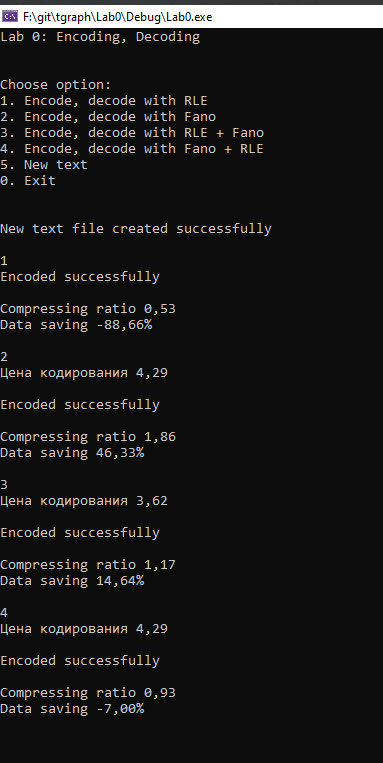 F:\git\tgraph\Lab0\Debug\Lab0.exe
Lab 0: Encoding, Decoding
Choose option:
1. Encode, decode with RLE
2. Encode, decode with Fano
3. Encode, decode with RLE + Fano
4. Encode, decode with Fano + RLE
5. New text
0. Exit
New text file created successfully
1
Encoded successfully
Compressing ratio 0,53
Data saving -88,66%
2
Цена кодирования 4,29
Encoded successfully
Compressing ratio 1,86
Data saving 46,33%
3
Цена кодирования 3,62
Encoded successfully
Compressing ratio 1,17
Data saving 14,64%
4
Цена кодирования 4,29
Encoded successfully
Compressing ratio 0,93
Data saving -7,00%